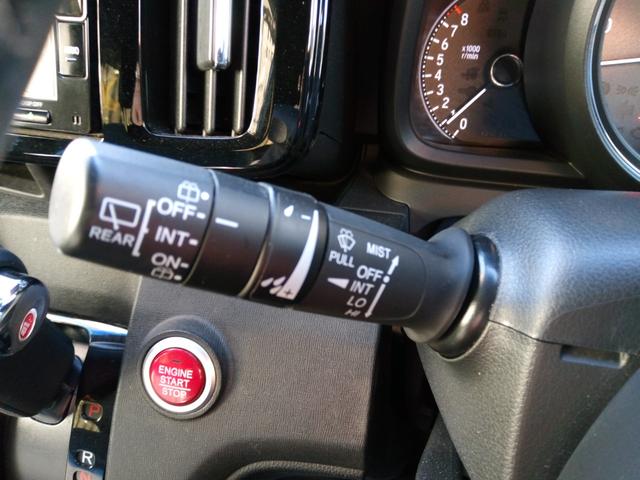 8
7
6
5
4
3
2
1
0
x1000
r/min
REAR
OFF
INT
ON
- 
+
MIST
PULL OFF
INT
LO
HI
ENGINE
START
STOP
P
R
N